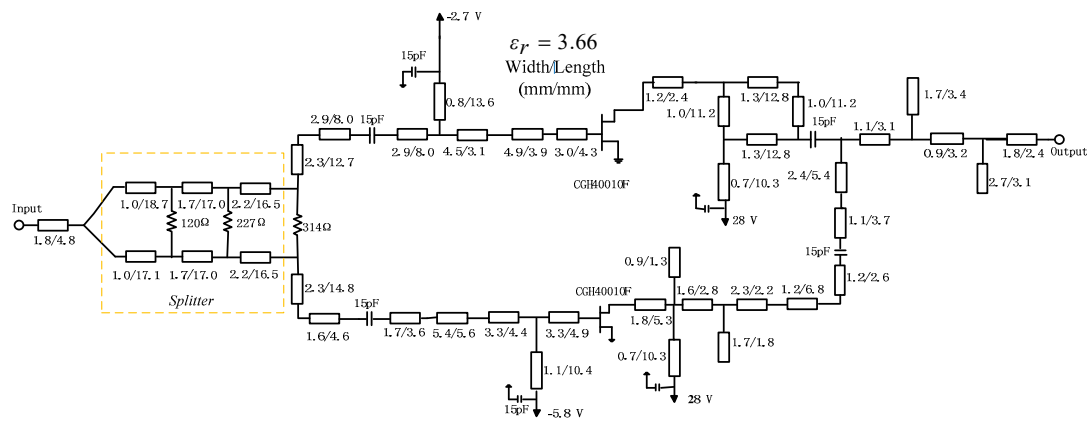 -2.7 V
15pF
εr = 3.66
Width/Length
(mm/mm)
0.8/13.6
1.2/2.4
1.3/12.8
1.7/3.4
1.0/11.2
1.0/11.2
2.9/8.0
15pF
15pF
1.1/3.1
2.9/8.0
4.5/3.1
4.9/3.9
3.0/4.3
1.3/12.8
0.9/3.2
1.8/2.4
Output
2.3/12.7
2.4/5.4
CGH40010F
0.7/10.3
2.7/3.1
1.0/18.7
1.7/17.0
2.2/16.5
Input
120Ω
227Ω
314Ω
28 V
1.1/3.7
1.8/4.8
15pF
1.0/17.1
1.7/17.0
2.2/16.5
0.9/1.3
1.2/2.6
2.3/14.8
Splitter
15pF
CGH40010F
1.6/2.8
2.3/2.2
1.2/6.8
1.6/4.6
1.7/3.6
5.4/5.6
3.3/4.4
3.3/4.9
1.8/5.3
1.7/1.8
0.7/10.3
1.1/10.4
15pF
-5.8 V
28 V